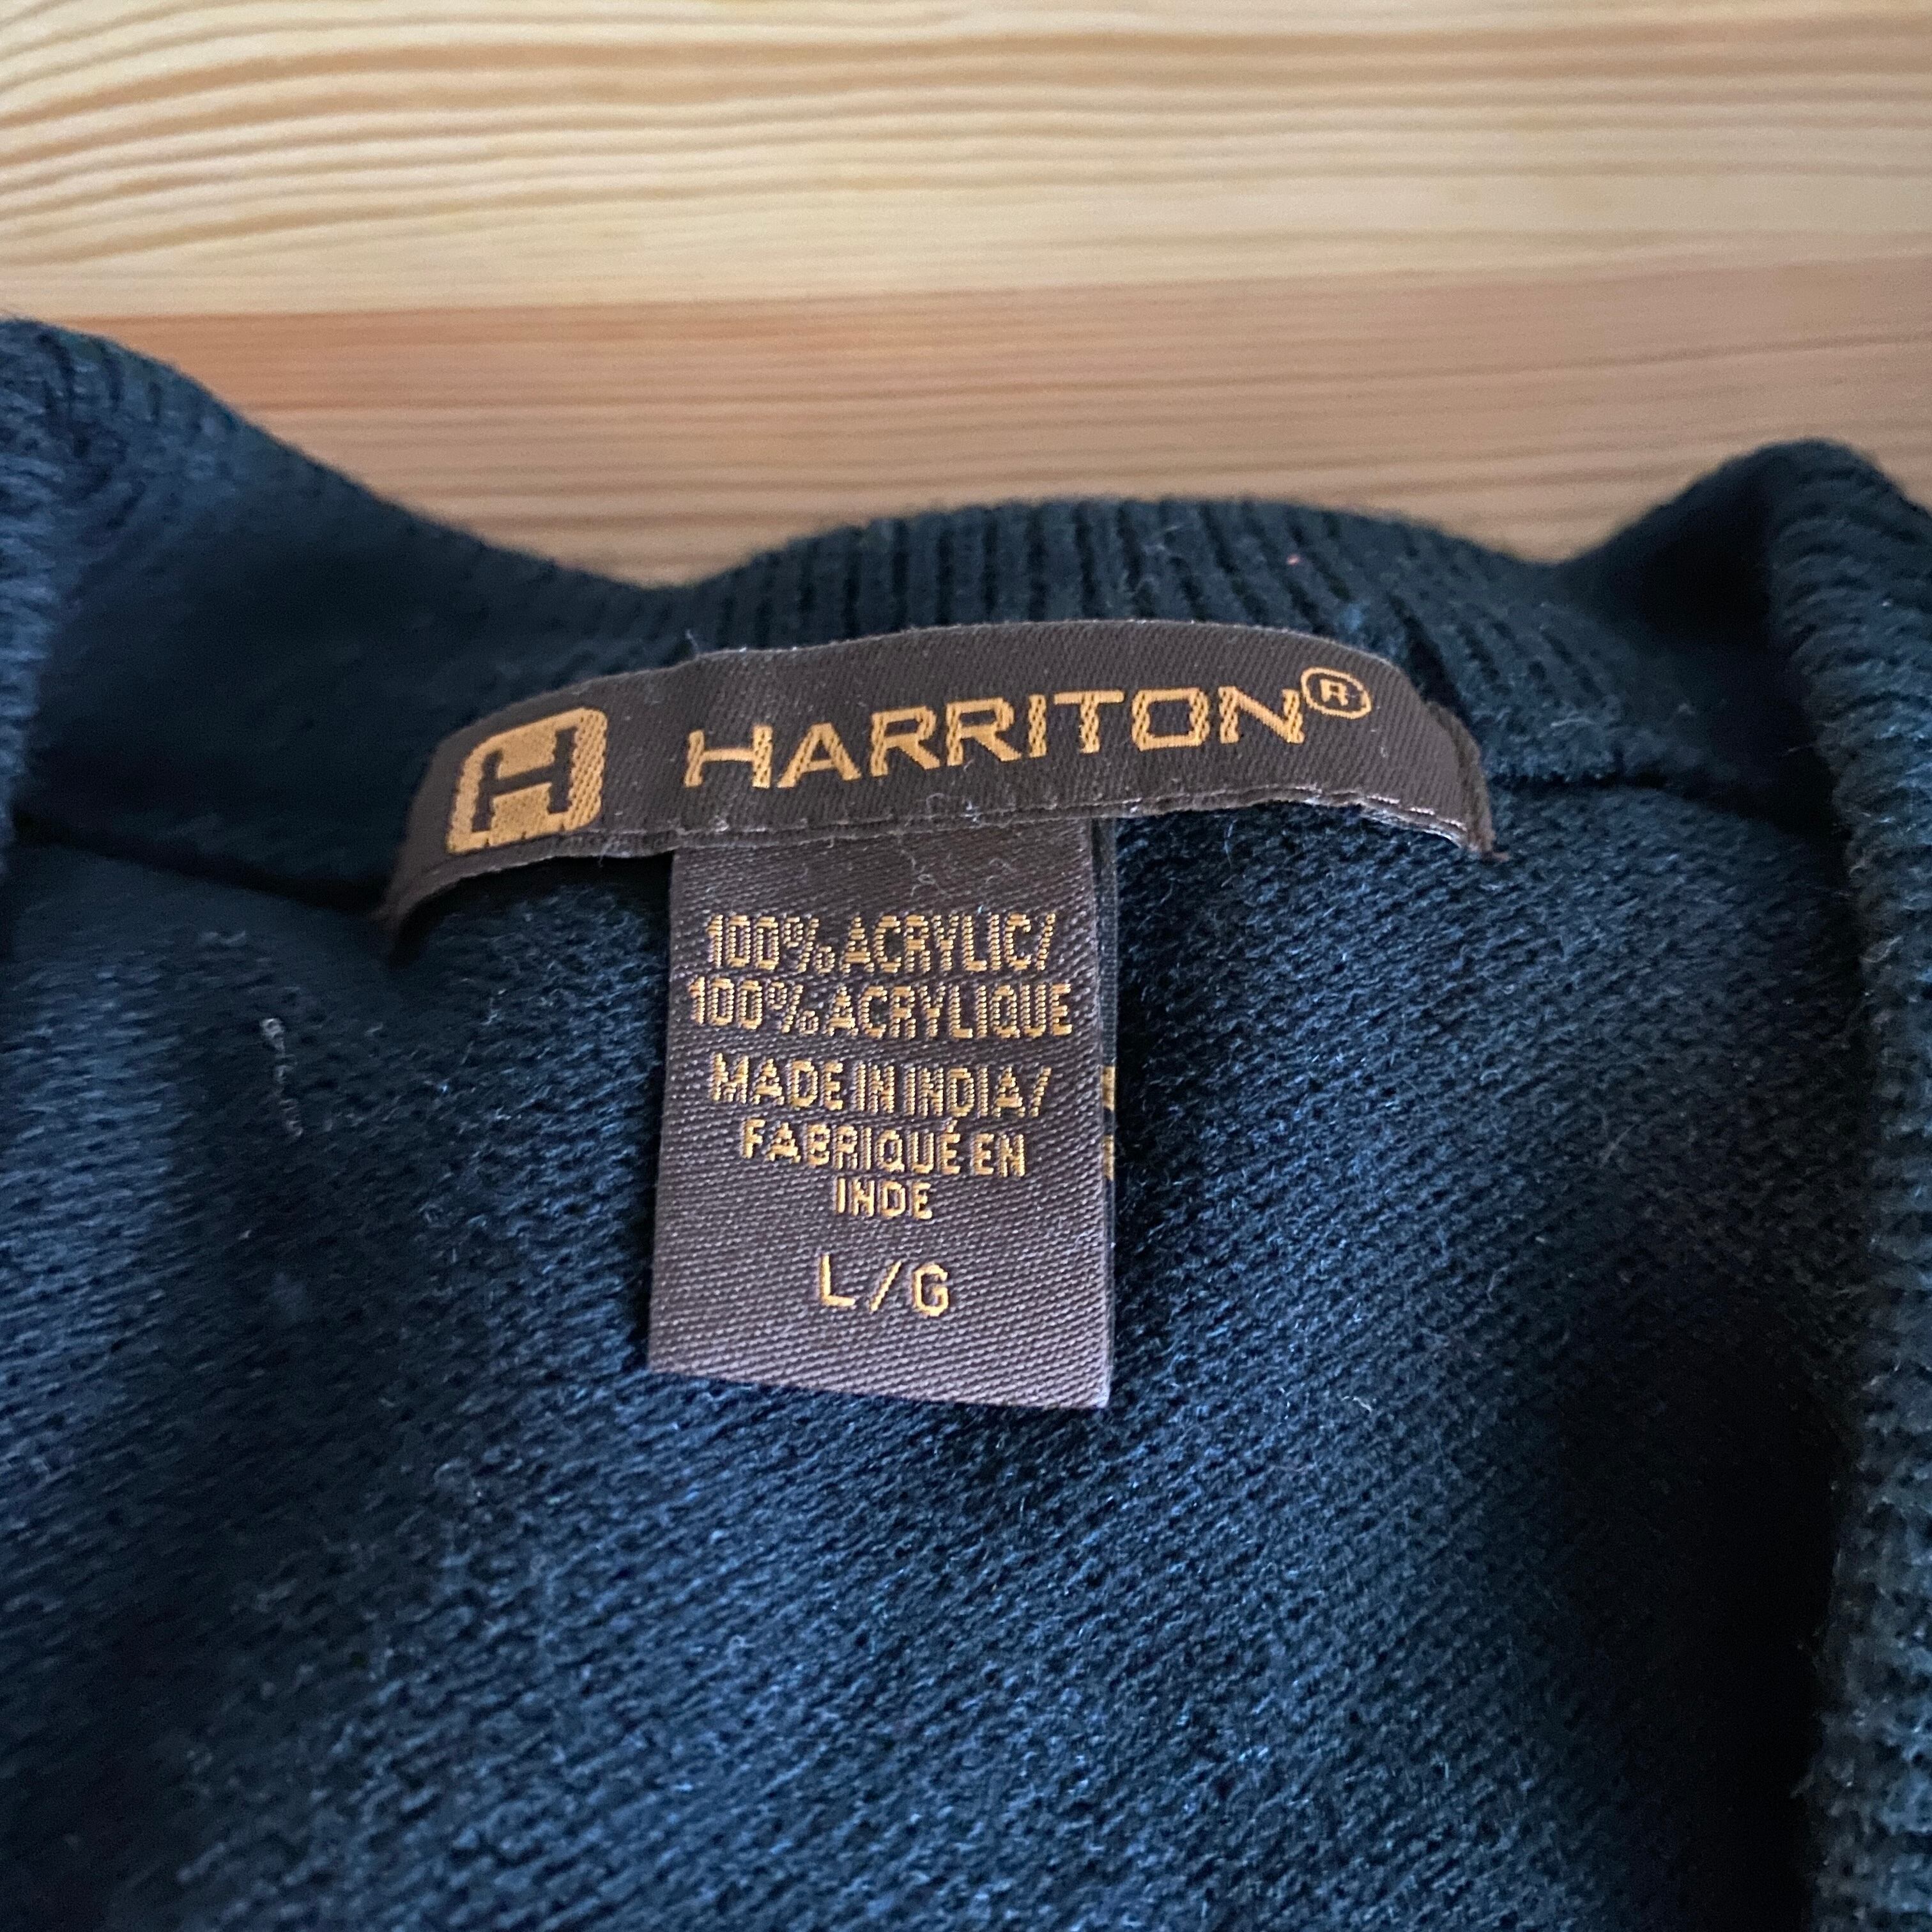 H HARRITON®
100% ACRYLIC/
100% ACRYLIQUE
MADE IN INDIA/
FABRIQUÉ EN
INDE
L/G